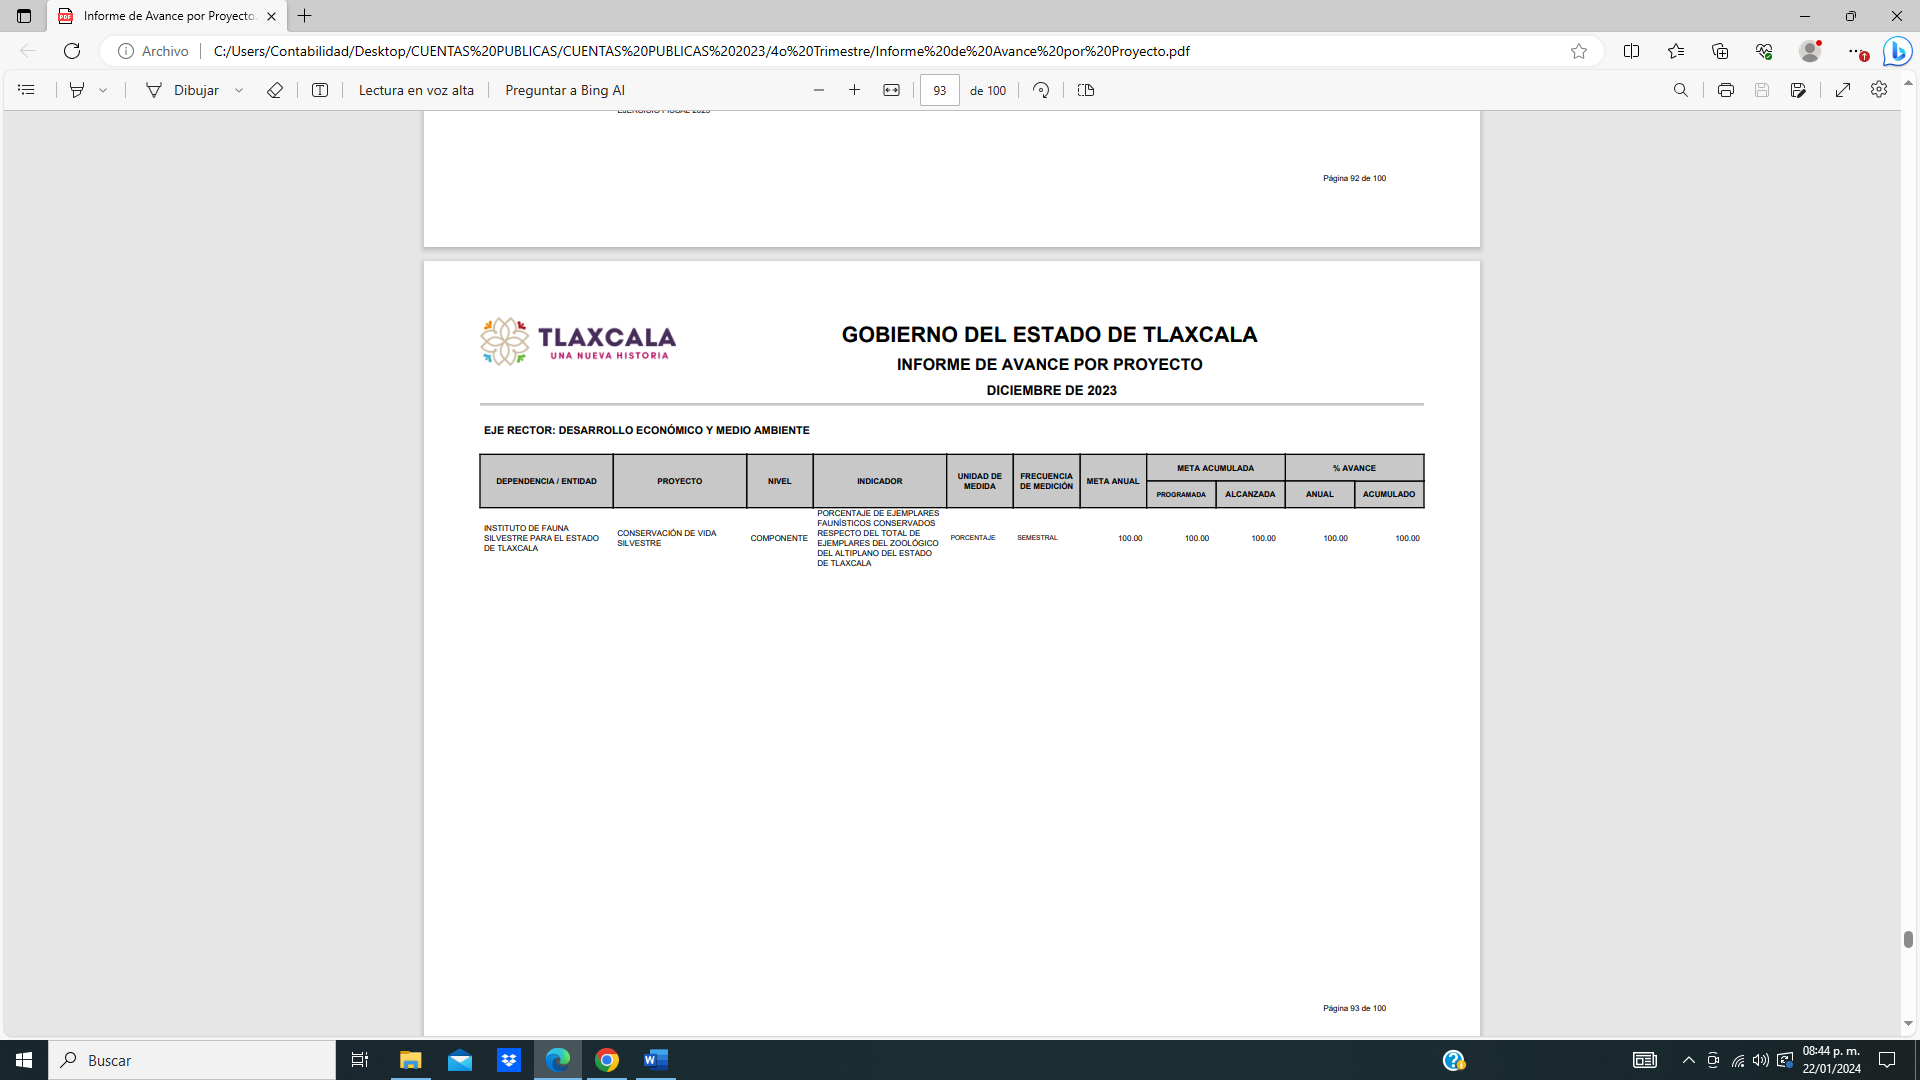 Informe de Avance por Proyecto.
Archivo
C:/Users/Contabilidad/Desktop/CUENTAS%20PUBLICAS/CUENTAS%20PUBLICAS%202023/4o%20Trimestre/Informe%20de%20Avance%20por%20Proyecto.pdf
Dibujar
Lectura en voz alta
Preguntar a Bing AI
93
de 100
EJERCICIO FISCAL 2023
Página 92 de 100
TLAXCALA
UNA NUEVA HISTORIA
GOBIERNO DEL ESTADO DE TLAXCALA
INFORME DE AVANCE POR PROYECTO
DICIEMBRE DE 2023
EJE RECTOR: DESARROLLO ECONÓMICO Y MEDIO AMBIENTE
DEPENDENCIA / ENTIDAD
PROYECTO
NIVEL
INDICADOR
UNIDAD DE
MEDIDA
FRECUENCIA
DE MEDICIÓN
META ANUAL
META ACUMULADA
PROGRAMADA
ALCANZADA
% AVANCE
ANUAL
ACUMULADO
INSTITUTO DE FAUNA
SILVESTRE PARA EL ESTADO
DE TLAXCALA
CONSERVACIÓN DE VIDA
SILVESTRE
COMPONENTE
PORCENTAJE DE EJEMPLARES
FAUNÍSTICOS CONSERVADOS
RESPECTO DEL TOTAL DE
EJEMPLARES DEL ZOOLÓGICO
DEL ALTIPLANO DEL ESTADO
DE TLAXCALA
PORCENTAJE
SEMESTRAL
100.00
100.00
100.00
100.00
100.00
Página 93 de 100
Buscar
08:44 p. m.
22/01/2024